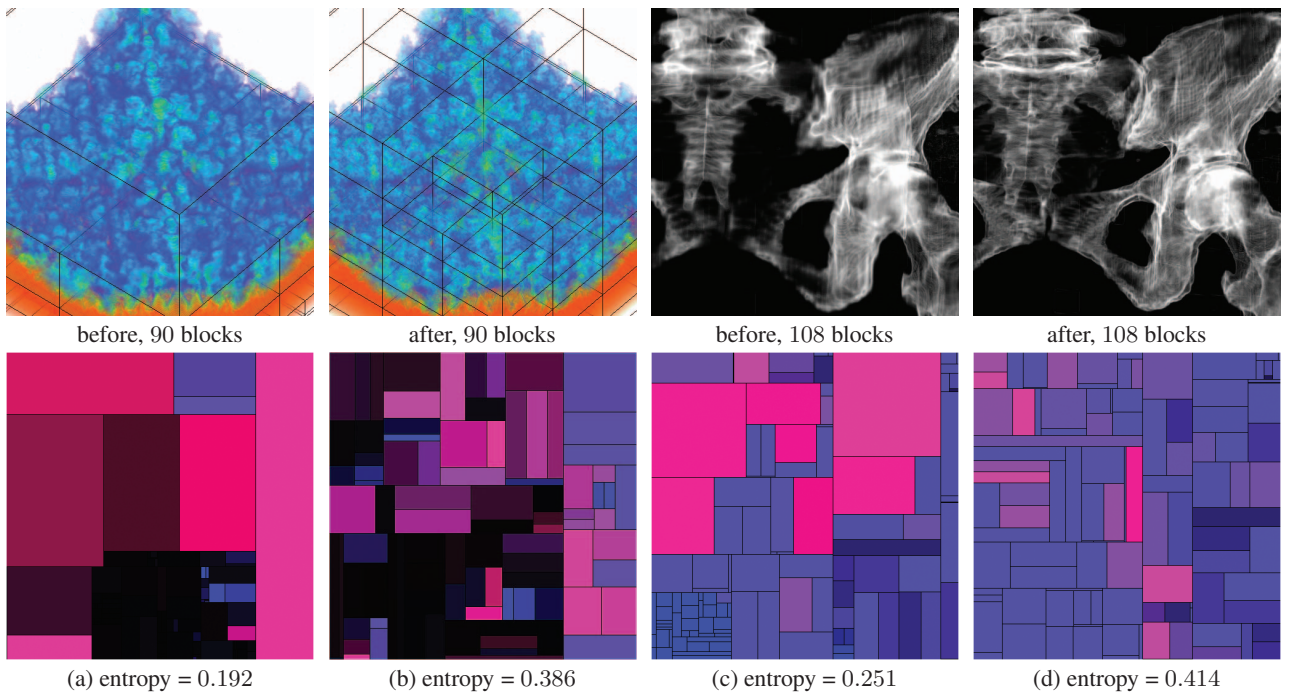 before, 90 blocks
after, 90 blocks
before, 108 blocks
after, 108 blocks
(a) entropy = 0.192
(b) entropy = 0.386
(c) entropy = 0.251
(d) entropy = 0.414